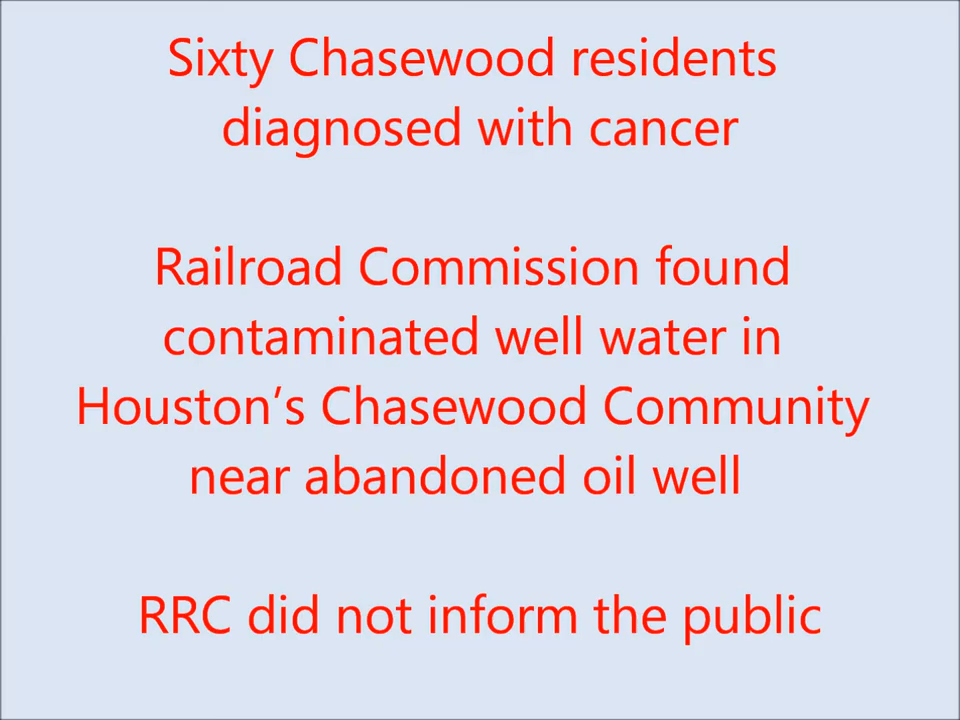 Sixty Chasewood residents
diagnosed with cancer
Railroad Commission found
contaminated well water in
Houston’s Chasewood Community
near abandoned oil well
RRC did not inform the public